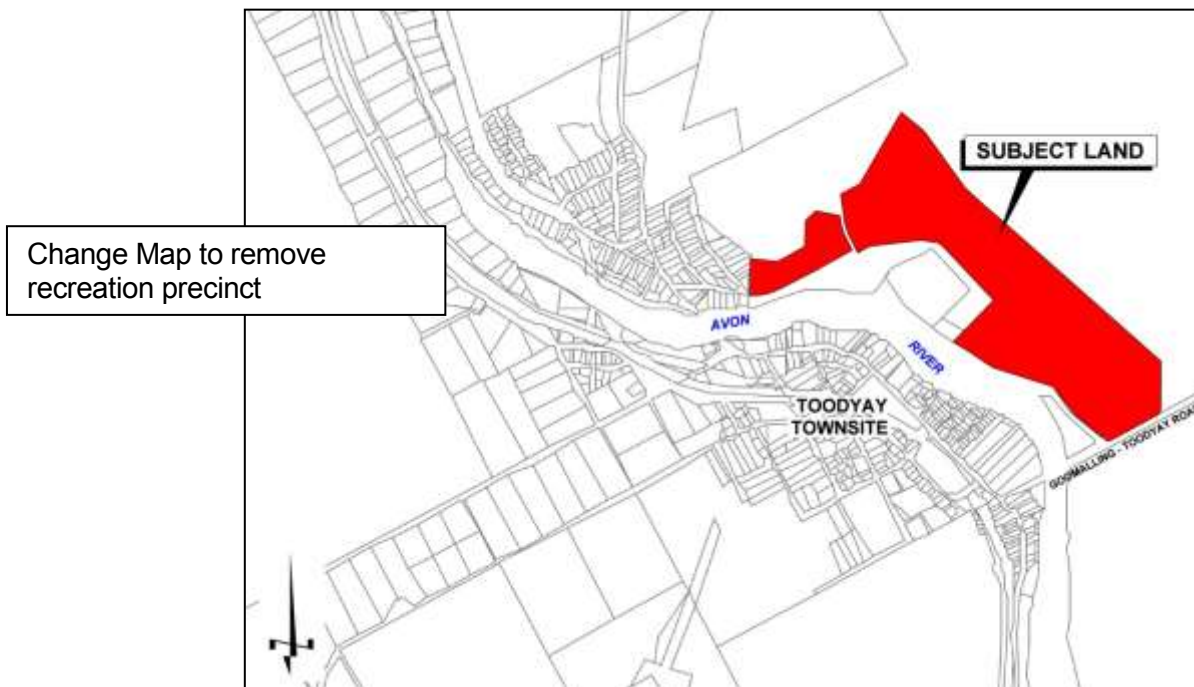 SUBJECT LAND
Change Map to remove
recreation precinct
AVON
RIVER
TOODYAY
TOWNSITE
GOOMALLING - TOODYAY ROAD